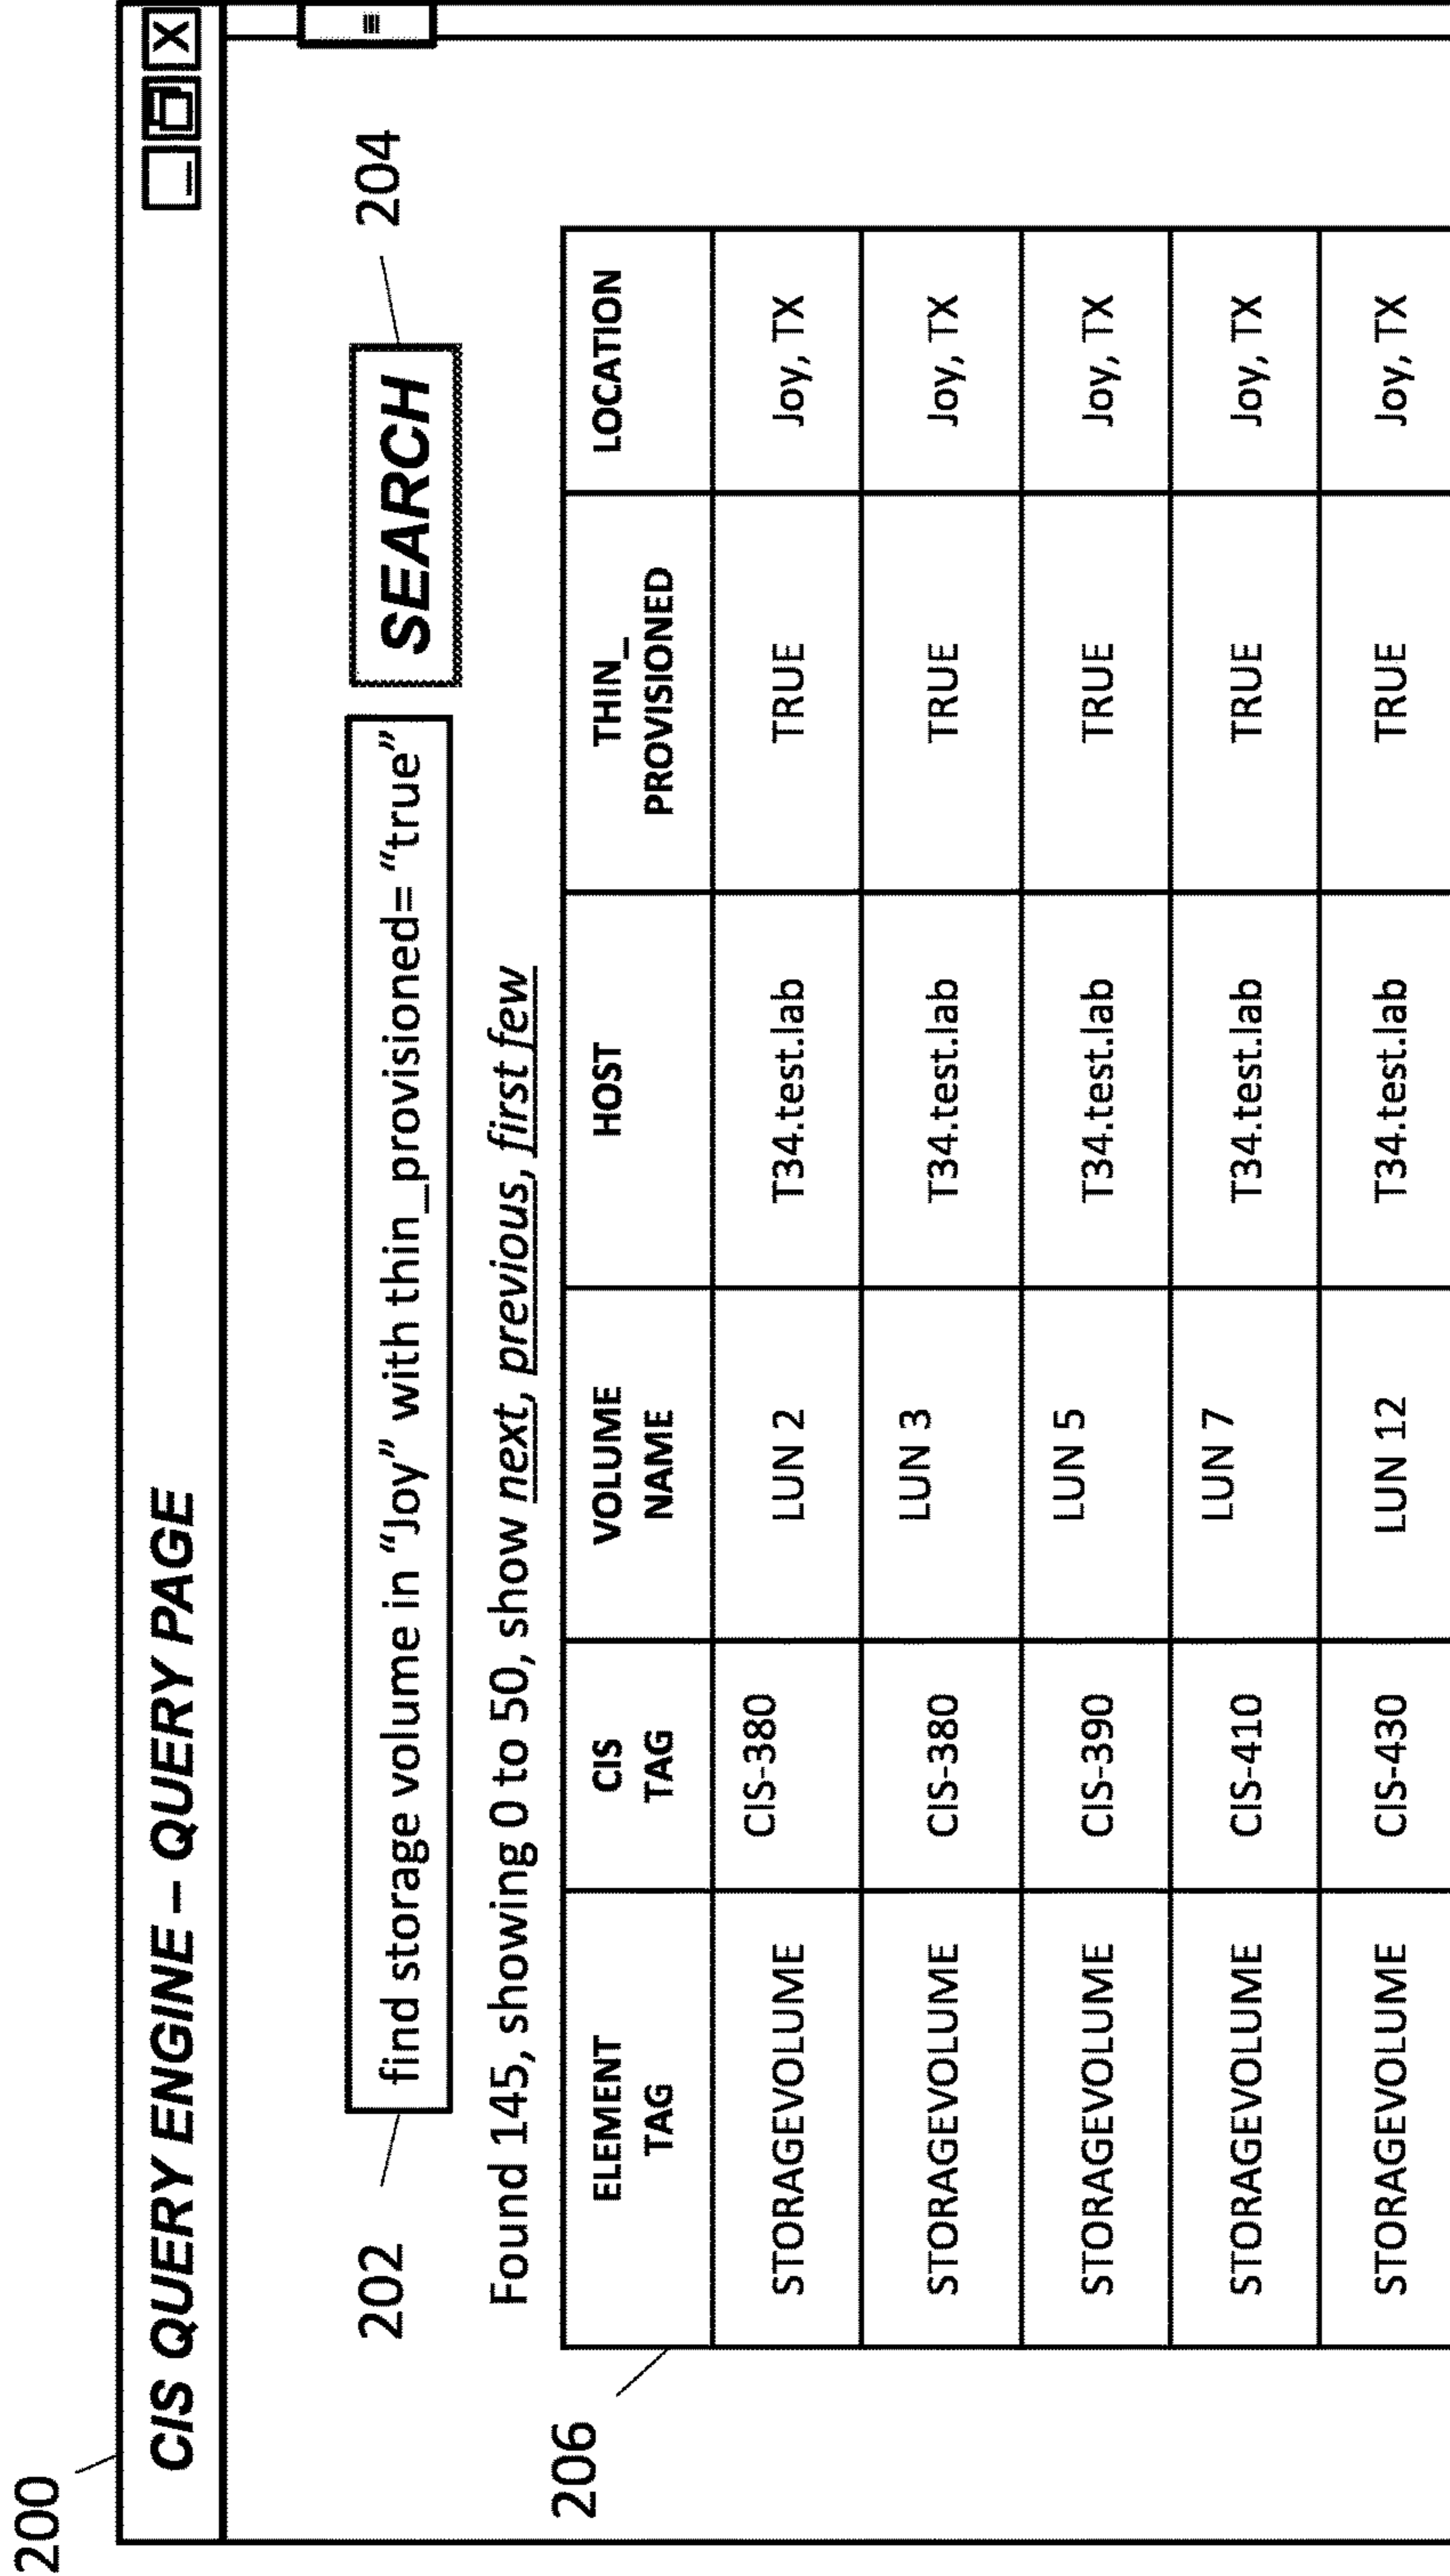 200
CIS QUERY ENGINE – QUERY PAGE
X
202
find storage volume in “Joy” with thin_provisioned= “true”
SEARCH
204
Found 145, showing 0 to 50, show next, previous, first few
206
ELEMENT TAG CIS TAG VOLUME NAME HOST THIN_ PROVISIONED LOCATION
STORAGEVOLUME CIS-380 LUN 2 T34.test.lab TRUE Joy, TX
STORAGEVOLUME CIS-380 LUN 3 T34.test.lab TRUE Joy, TX
STORAGEVOLUME CIS-390 LUN 5 T34.test.lab TRUE Joy, TX
STORAGEVOLUME CIS-410 LUN 7 T34.test.lab TRUE Joy, TX
STORAGEVOLUME CIS-430 LUN 12 T34.test.lab TRUE Joy, TX